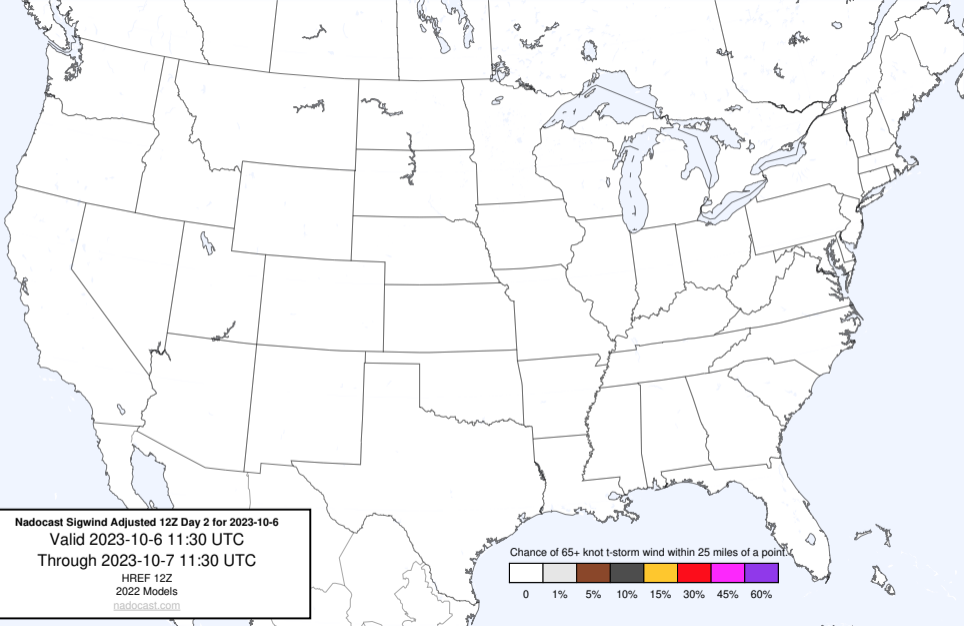 Nadocast Sigwind Adjusted 12Z Day 2 for 2023-10-6
Valid 2023-10-6 11:30 UTC
Through 2023-10-7 11:30 UTC
HREF 12Z
2022 Models
nadocast.com
Chance of 65+ knot t-storm wind within 25 miles of a point.
0 1% 5% 10% 15% 30% 45% 60%